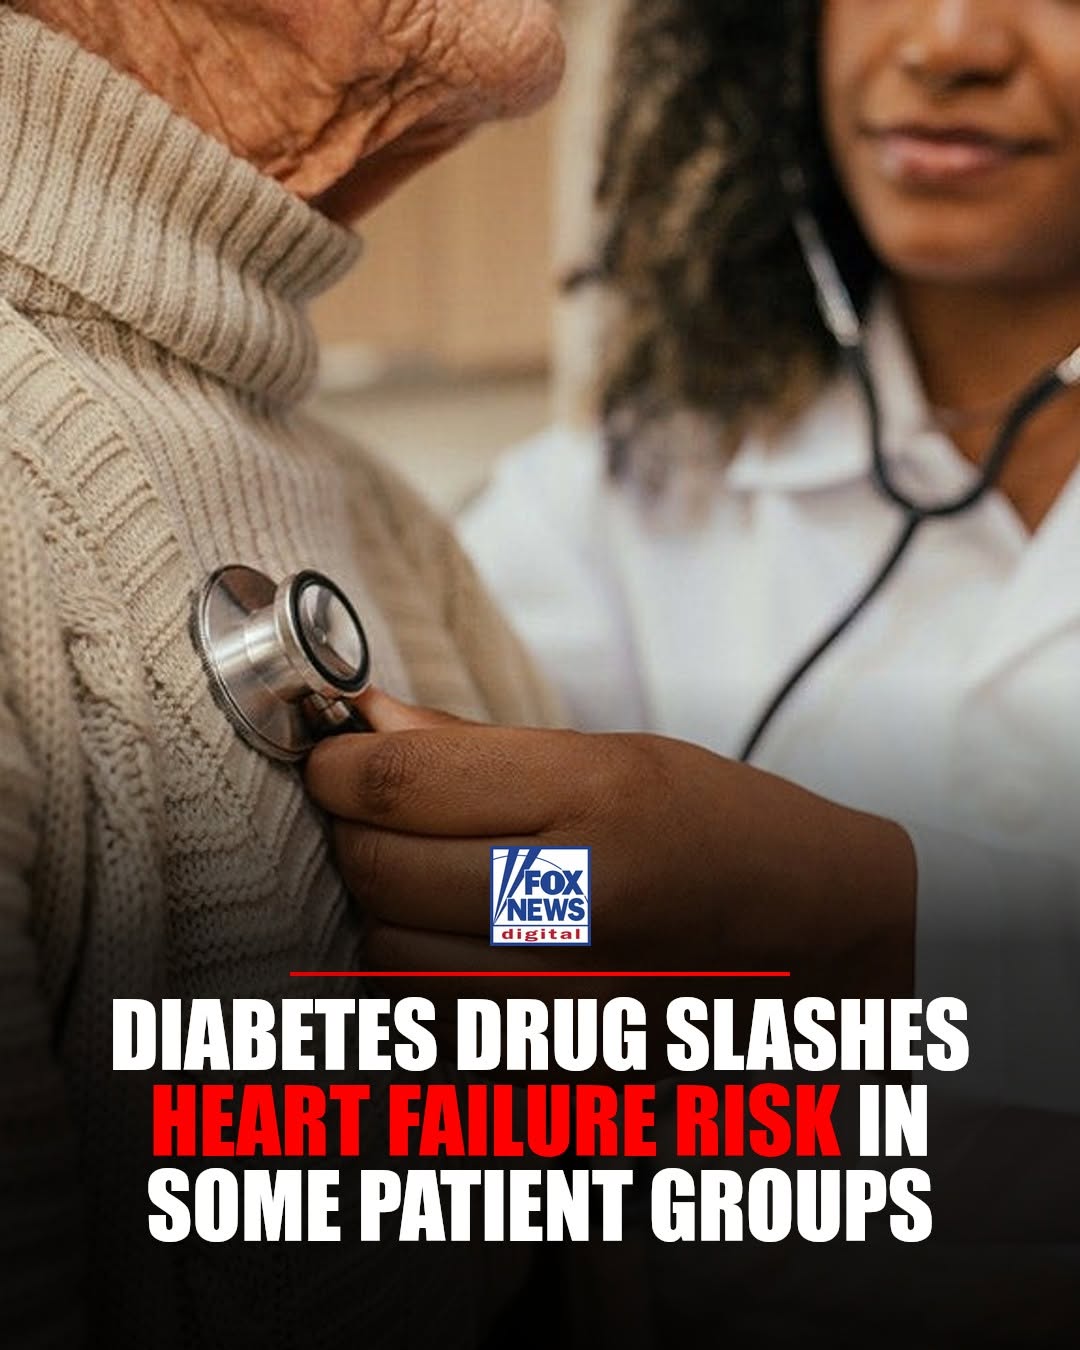 FOX
NEWS
digital
DIABETES DRUG SLASHES
HEART FAILURE RISK IN
SOME PATIENT GROUPS